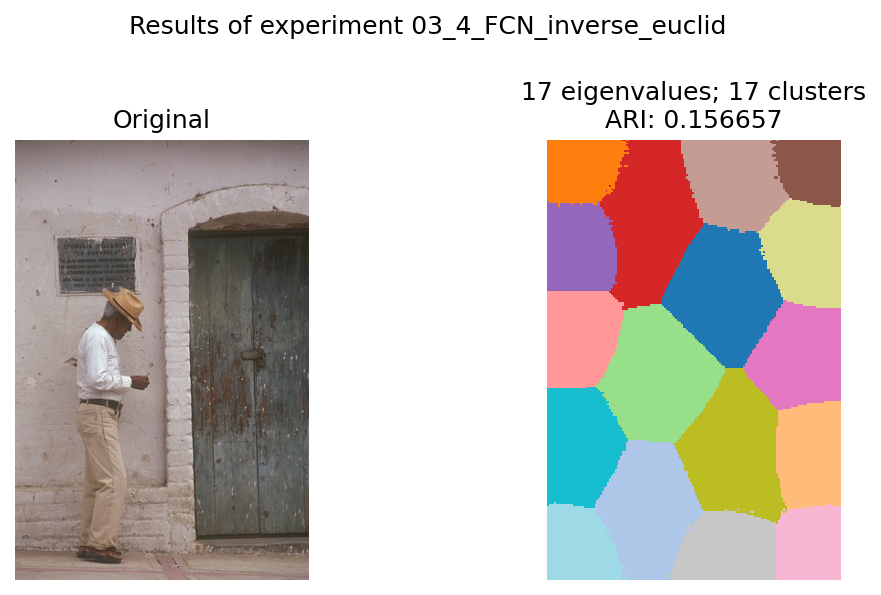 Results of experiment 03_4_FCN_inverse_euclid
Original
17 eigenvalues; 17 clusters
ARI: 0.156657